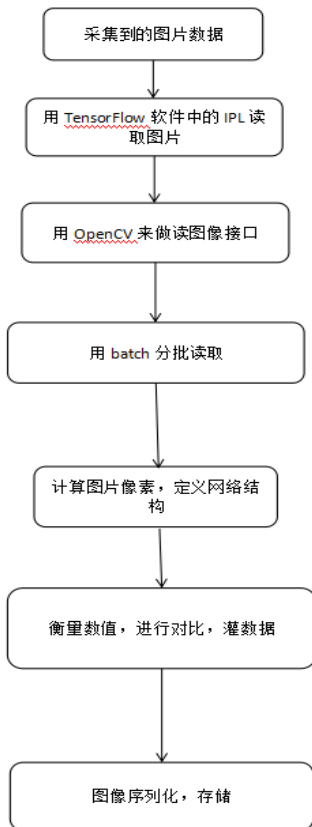 采集到的图片数据
用 TensorFlow 软件中的 IPL 读
取图片
用 OpenCV 来做读图像接口
用 batch 分批读取
计算图片像素，定义网络结
构
衡量数值，进行对比，灌数据
图像序列化，存储